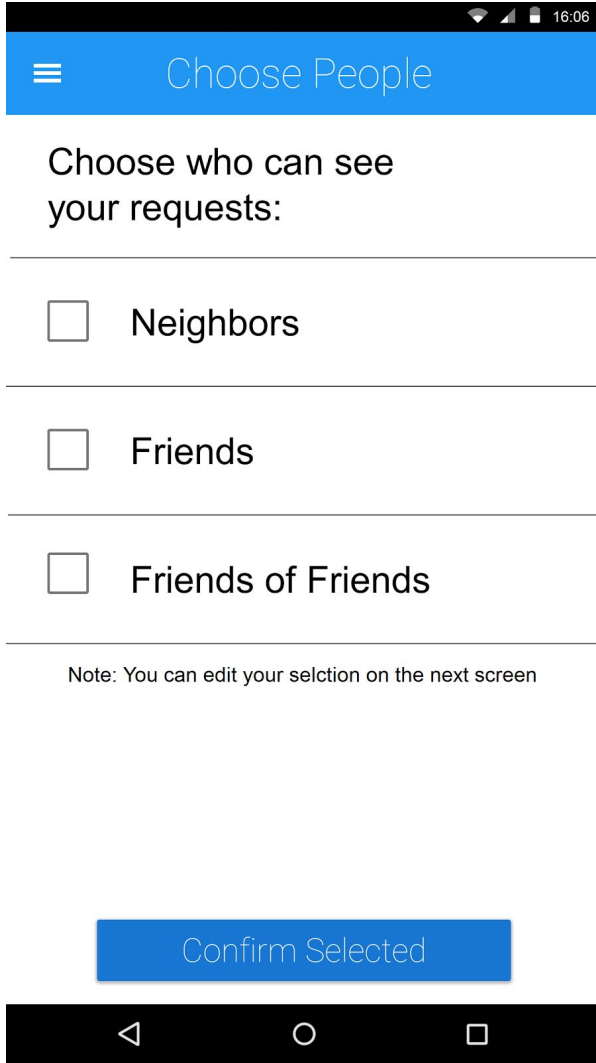 16:06
Choose People
Choose who can see
your requests:
Neighbors
Friends
Friends of Friends
Note: You can edit your selction on the next screen
Confirm Selected